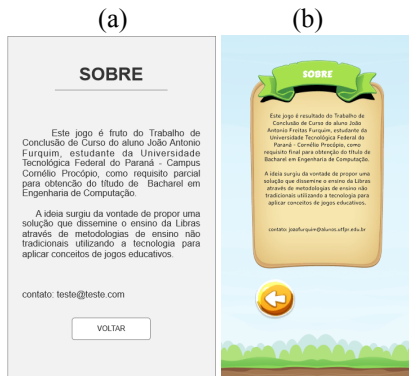 (a)
SOBRE
Este jogo é fruto do Trabalho de
Conclusão de Curso do aluno João Antonio
Furquim, estudante da Universidade
Tecnológica Federal do Paraná - Campus
Cornélio Procópio, como requisito parcial
para obtencão do título de Bacharel em
Engenharia de Computação.
A ideia surgiu da vontade de propor uma
solução que dissemine o ensino da Libras
através de metodologias de ensino não
tradicionais utilizando a tecnologia para
aplicar conceitos de jogos educativos.
contato: teste@teste.com
VOLTAR
(b)
SOBRE
Este jogo é resultado do Trabalho de
Conclusão de Curso do aluno João
Antonio Freitas Furquim, estudante da
Universidade Tecnológica Federal do
Paraná - Cornélio Procópio, como
requisito final para obtenção do título de
Bacharel em Engenharia de Computação.
A ideia surgiu da vontade de propor uma
solução que dissemine o ensino da Libras
através de metodologias de ensino não
tradicionais utilizando a tecnologia para
aplicar conceitos de jogos educativos.
contato: joaofurquim@alunos.utfpr.edu.br